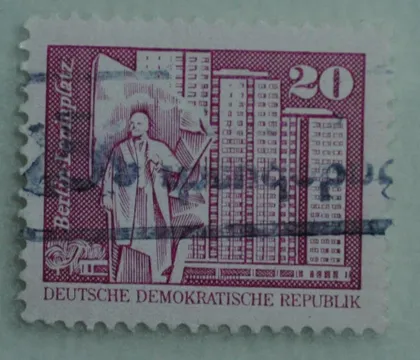 20
Berlin-Leninplatz
DEUTSCHE DEMOKRATISCHE REPUBLIK